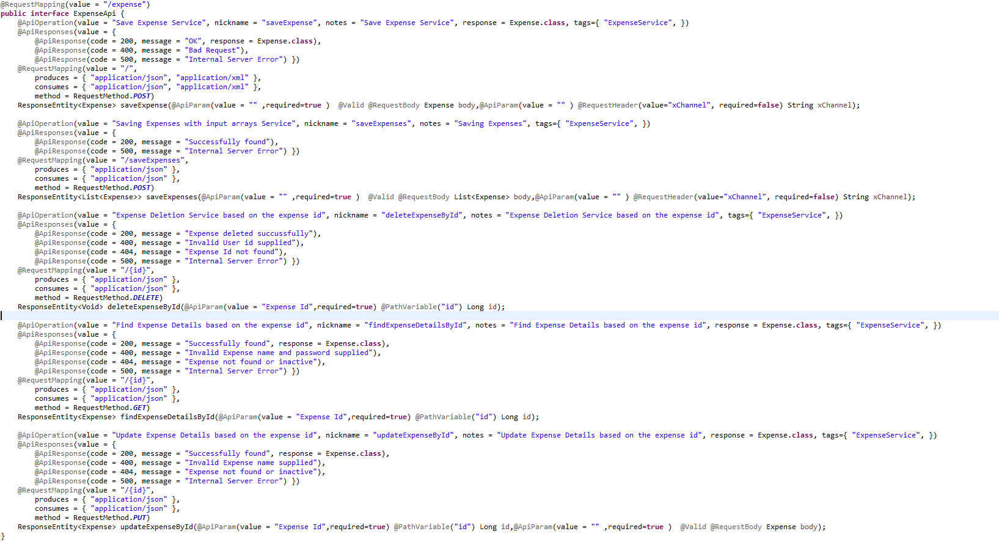 @RequestMapping(value = "/expense")
public interface ExpenseApi {
    @ApiOperation(value = "Save Expense Service", nickname = "saveExpense", notes = "Save Expense Service", response = Expense.class, tags={ "ExpenseService", })
    @ApiResponses(value = {
        @ApiResponse(code = 200, message = "OK", response = Expense.class),
        @ApiResponse(code = 400, message = "Bad Request"),
        @ApiResponse(code = 500, message = "Internal Server Error") })
    @RequestMapping(value = "/",
        produces = { "application/json", "application/xml" },
        consumes = { "application/json", "application/xml" },
        method = RequestMethod.POST)
    ResponseEntity<Expense> saveExpense(@ApiParam(value = "" ,required=true )  @Valid @RequestBody Expense body,@ApiParam(value = "" ) @RequestHeader(value="xChannel", required=false) String xChannel);

    @ApiOperation(value = "Saving Expenses with input arrays Service", nickname = "saveExpenses", notes = "Saving Expenses", tags={ "ExpenseService", })
    @ApiResponses(value = {
        @ApiResponse(code = 200, message = "Successfully found"),
        @ApiResponse(code = 500, message = "Internal Server Error") })
    @RequestMapping(value = "/saveExpenses",
        produces = { "application/json" },
        consumes = { "application/json" },
        method = RequestMethod.POST)
    ResponseEntity<List<Expense>> saveExpenses(@ApiParam(value = "" ,required=true )  @Valid @RequestBody List<Expense> body,@ApiParam(value = "" ) @RequestHeader(value="xChannel", required=false) String xChannel);

    @ApiOperation(value = "Expense Deletion Service based on the expense id", nickname = "deleteExpenseById", notes = "Expense Deletion Service based on the expense id", tags={ "ExpenseService", })
    @ApiResponses(value = {
        @ApiResponse(code = 200, message = "Expense deleted succussfully"),
        @ApiResponse(code = 400, message = "Invalid User id supplied"),
        @ApiResponse(code = 404, message = "Expense Id not found"),
        @ApiResponse(code = 500, message = "Internal Server Error") })
    @RequestMapping(value = "/{id}",
        produces = { "application/json" },
        consumes = { "application/json" },
        method = RequestMethod.DELETE)
    ResponseEntity<Void> deleteExpenseById(@ApiParam(value = "Expense Id",required=true) @PathVariable("id") Long id);

    @ApiOperation(value = "Find Expense Details based on the expense id", nickname = "findExpenseDetailsById", notes = "Find Expense Details based on the expense id", response = Expense.class, tags={ "ExpenseService", })
    @ApiResponses(value = {
        @ApiResponse(code = 200, message = "Successfully found", response = Expense.class),
        @ApiResponse(code = 400, message = "Invalid Expense name and password supplied"),
        @ApiResponse(code = 404, message = "Expense not found or inactive"),
        @ApiResponse(code = 500, message = "Internal Server Error") })
    @RequestMapping(value = "/{id}",
        produces = { "application/json" },
        consumes = { "application/json" },
        method = RequestMethod.GET)
    ResponseEntity<Expense> findExpenseDetailsById(@ApiParam(value = "Expense Id",required=true) @PathVariable("id") Long id);

    @ApiOperation(value = "Update Expense Details based on the expense id", nickname = "updateExpenseById", notes = "Update Expense Details based on the expense id", response = Expense.class, tags={ "ExpenseService", })
    @ApiResponses(value = {
        @ApiResponse(code = 200, message = "Successfully found", response = Expense.class),
        @ApiResponse(code = 400, message = "Invalid Expense name supplied"),
        @ApiResponse(code = 404, message = "Expense not found or inactive"),
        @ApiResponse(code = 500, message = "Internal Server Error") })
    @RequestMapping(value = "/{id}",
        produces = { "application/json" },
        consumes = { "application/json" },
        method = RequestMethod.PUT)
    ResponseEntity<Expense> updateExpenseById(@ApiParam(value = "Expense Id",required=true) @PathVariable("id") Long id,@ApiParam(value = "" ,required=true )  @Valid @RequestBody Expense body);
}